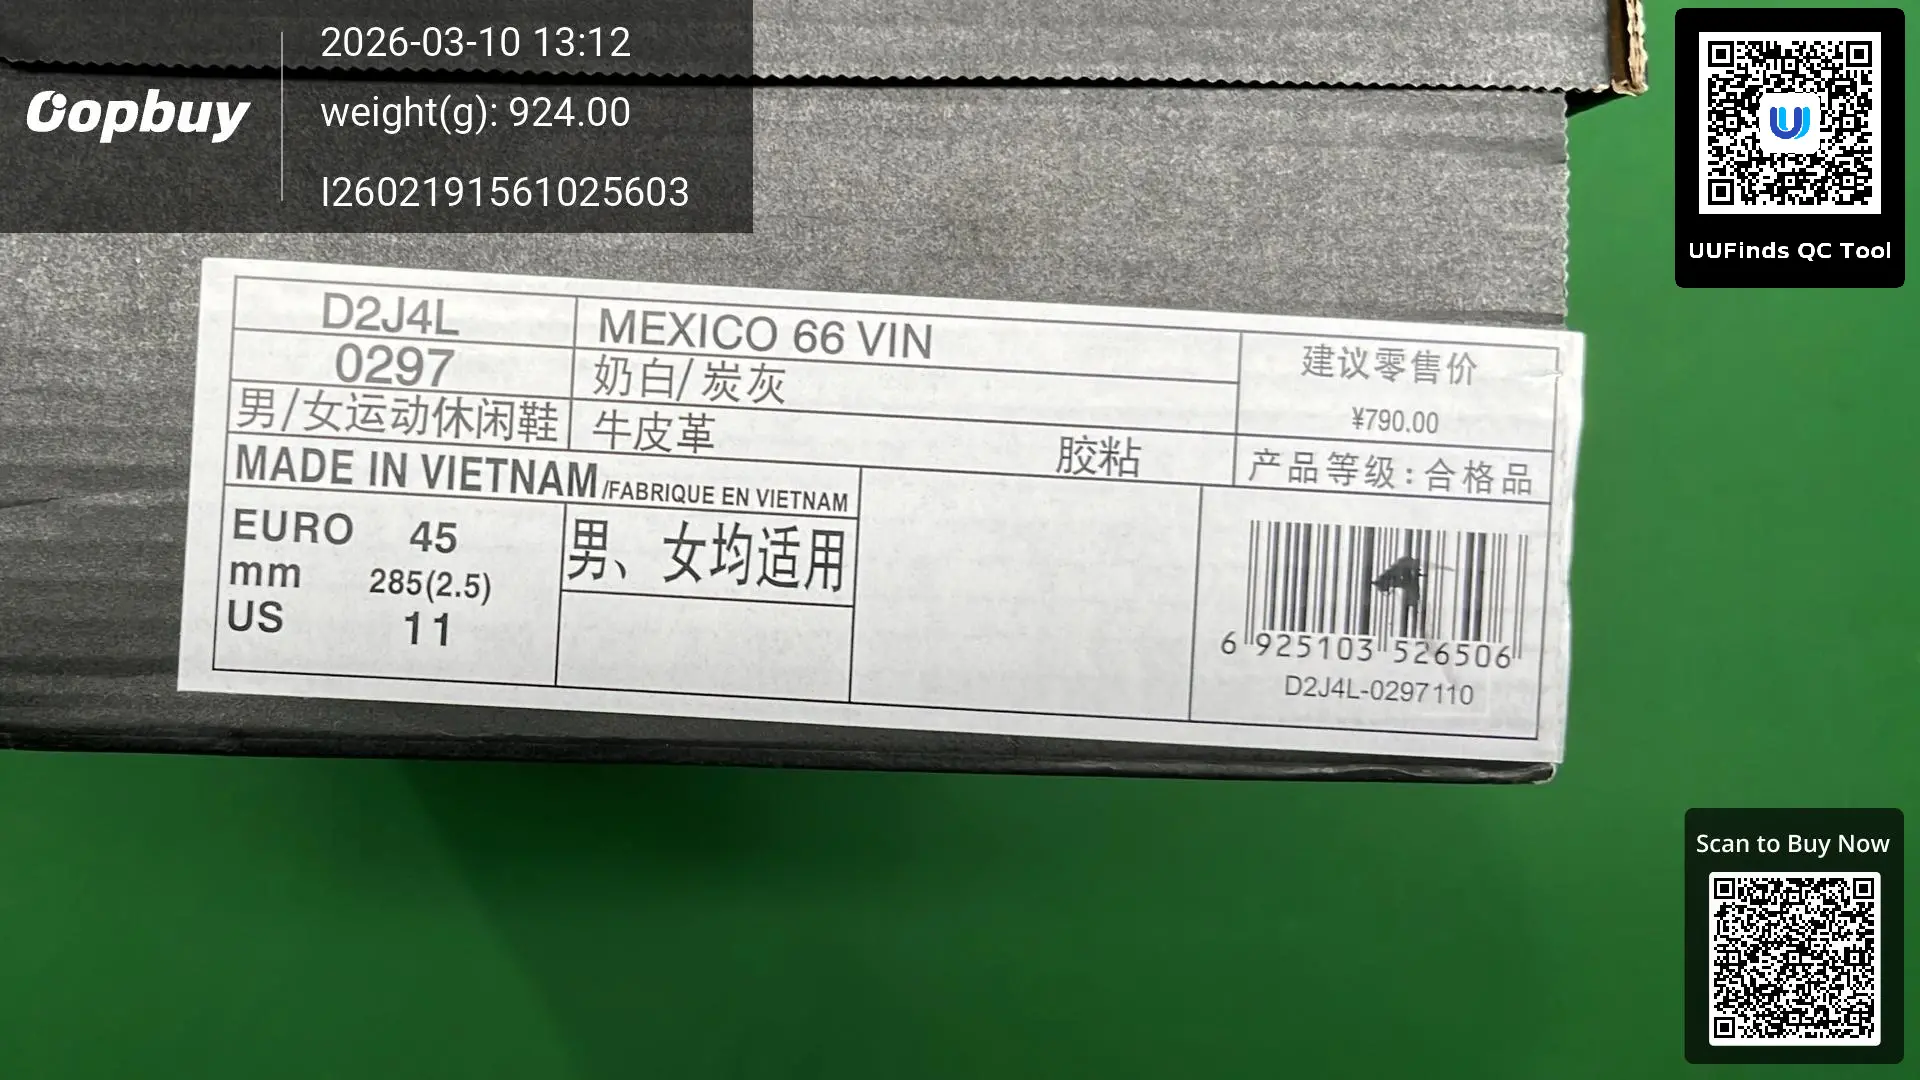 2026-03-10 13:12
oopbuy
weight(g): 924.00
I2602191561025603
UUFinds QC Tool
D2J4L
MEXICO 66 VIN
建议零售价
0297
奶白/炭灰
¥790.00
男/女运动休闲鞋
牛皮革
胶粘
产品等级:合格品
MADE IN VIETNAM/FABRIQUE EN VIETNAM
EURO 45
男、女均适用
mm 285(2.5)
US 11
6 925103 526506
D2J4L-0297110
Scan to Buy Now